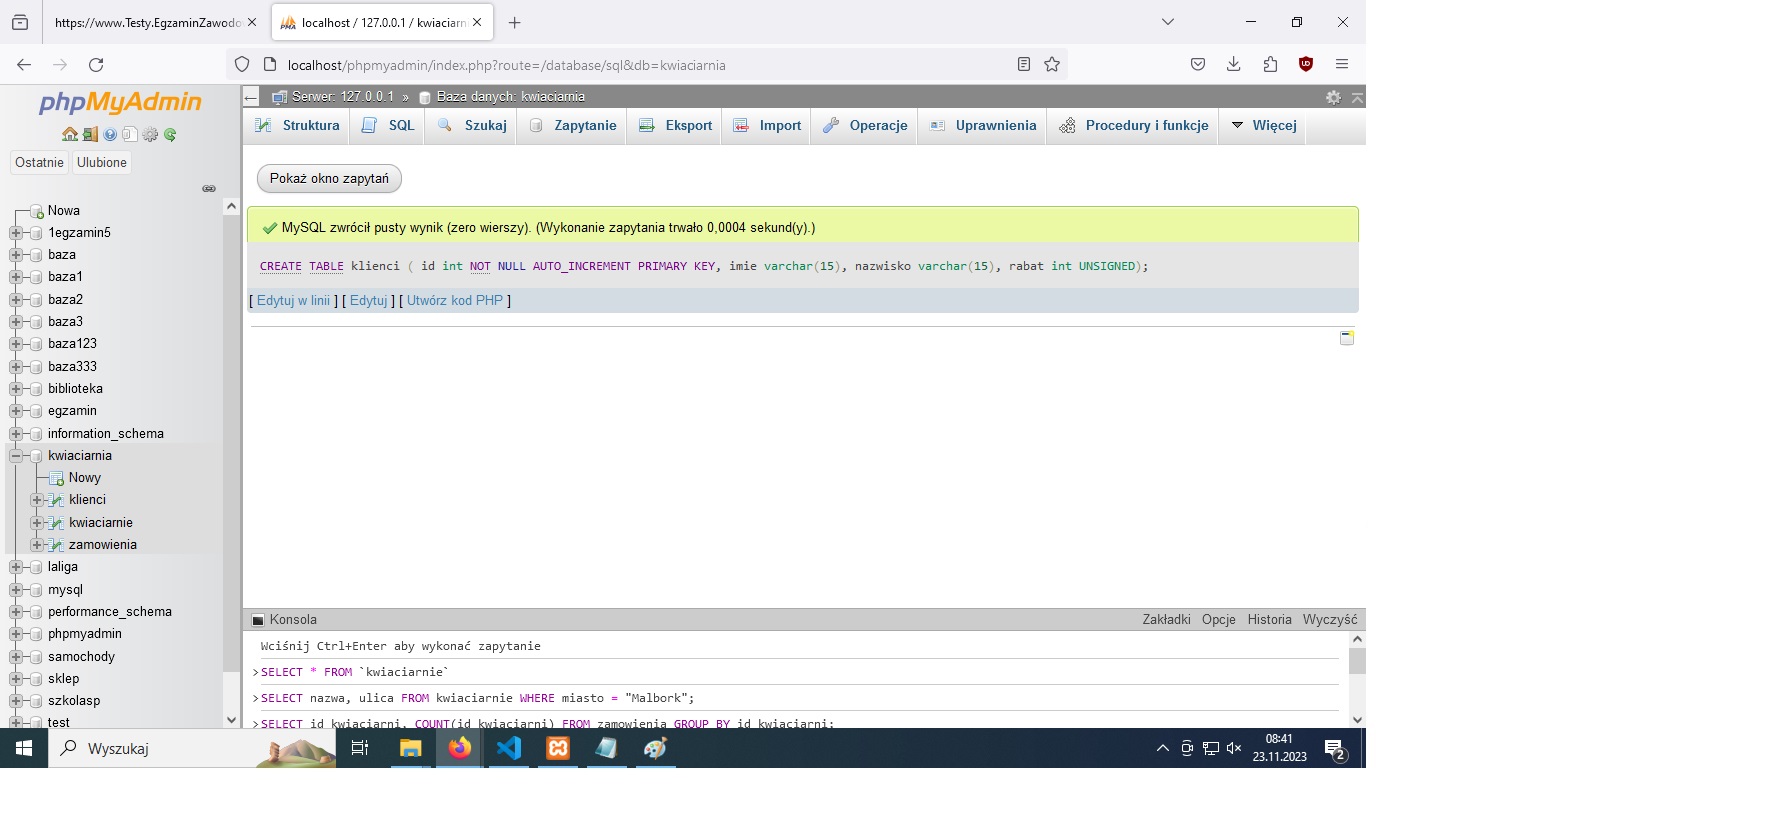 https://www.Testy.EgzaminZawodo
localhost / 127.0.0.1 / kwiaciarn
localhost/phpmyadmin/index.php?route=/database/sql&db=kwiaciarnia
phpMyAdmin
Ostatnie Ulubione
Nowa
1egzamin5
baza
baza1
baza2
baza3
baza123
baza333
biblioteka
egzamin
information_schema
kwiaciarnia
Nowy
klienci
kwiaciarnie
zamowienia
laliga
mysql
performance_schema
phpmyadmin
samochody
sklep
szkolasp
test
Serwer: 127.0.0.1 » Baza danych: kwiaciarnia
Struktura SQL Szukaj Zapytanie Eksport Import Operacje Uprawnienia Procedury i funkcje Więcej
Pokaż okno zapytań
MySQL zwrócił pusty wynik (zero wierszy). (Wykonanie zapytania trwało 0,0004 sekund(y).)
CREATE TABLE klienci ( id int NOT NULL AUTO_INCREMENT PRIMARY KEY, imie varchar(15), nazwisko varchar(15), rabat int UNSIGNED);
[ Edytuj w linii ] [ Edytuj ] [ Utwórz kod PHP ]
Konsola Zakładki Opcje Historia Wyczyść
Wciśnij Ctrl+Enter aby wykonać zapytanie
>SELECT * FROM `kwiaciarnie`
>SELECT nazwa, ulica FROM kwiaciarnie WHERE miasto = "Malbork";
>SELECT id_kwiaciarni, COUNT(id_kwiaciarni) FROM zamowienia GROUP BY id_kwiaciarni;
Wyszukaj
08:41
23.11.2023
2